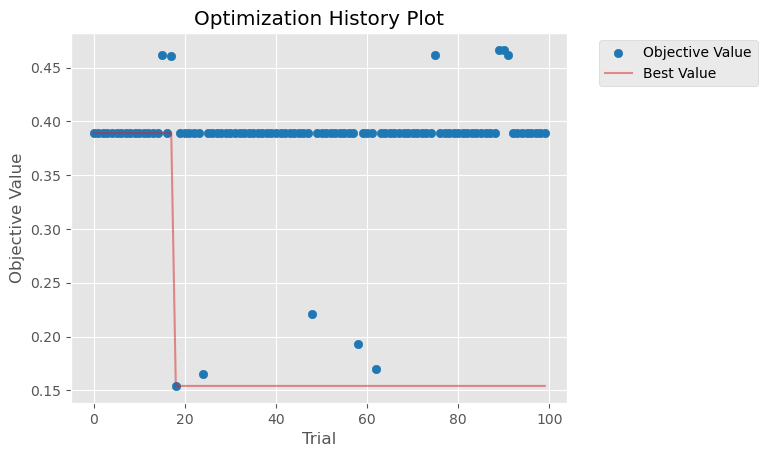 Optimization History Plot
Objective Value
Best Value
Objective Value
0.45
0.40
0.35
0.30
0.25
0.20
0.15
0
20
40
60
80
100
Trial